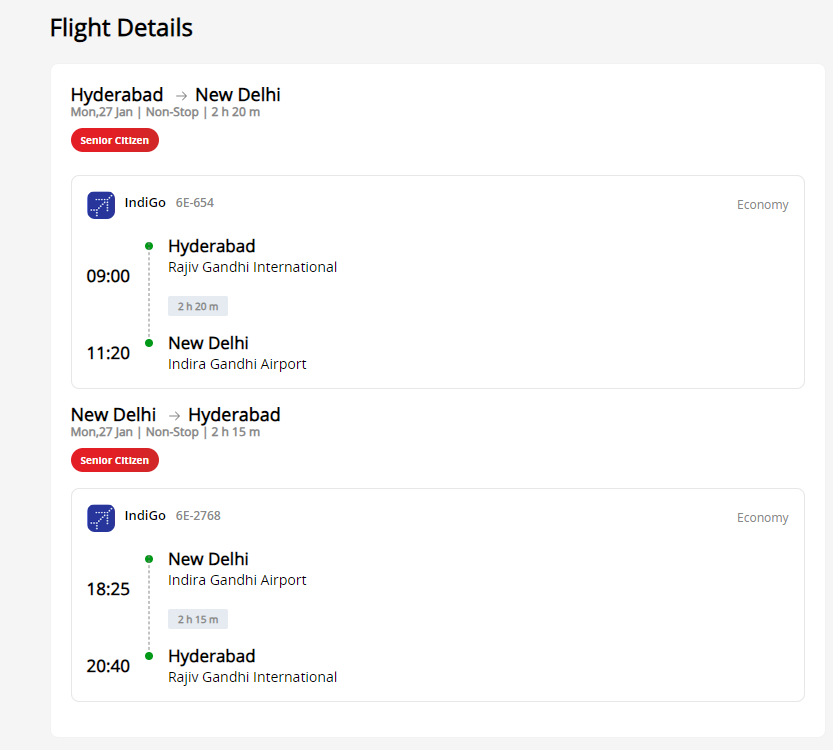 Flight Details
Hyderabad → New Delhi
Mon,27 Jan | Non-Stop | 2 h 20 m
Senior Citizen
IndiGo 6E-654 Economy
Hyderabad
Rajiv Gandhi International
09:00
2 h 20 m
New Delhi
11:20
Indira Gandhi Airport
New Delhi → Hyderabad
Mon,27 Jan | Non-Stop | 2 h 15 m
Senior Citizen
IndiGo 6E-2768 Economy
New Delhi
Indira Gandhi Airport
18:25
2 h 15 m
Hyderabad
20:40
Rajiv Gandhi International